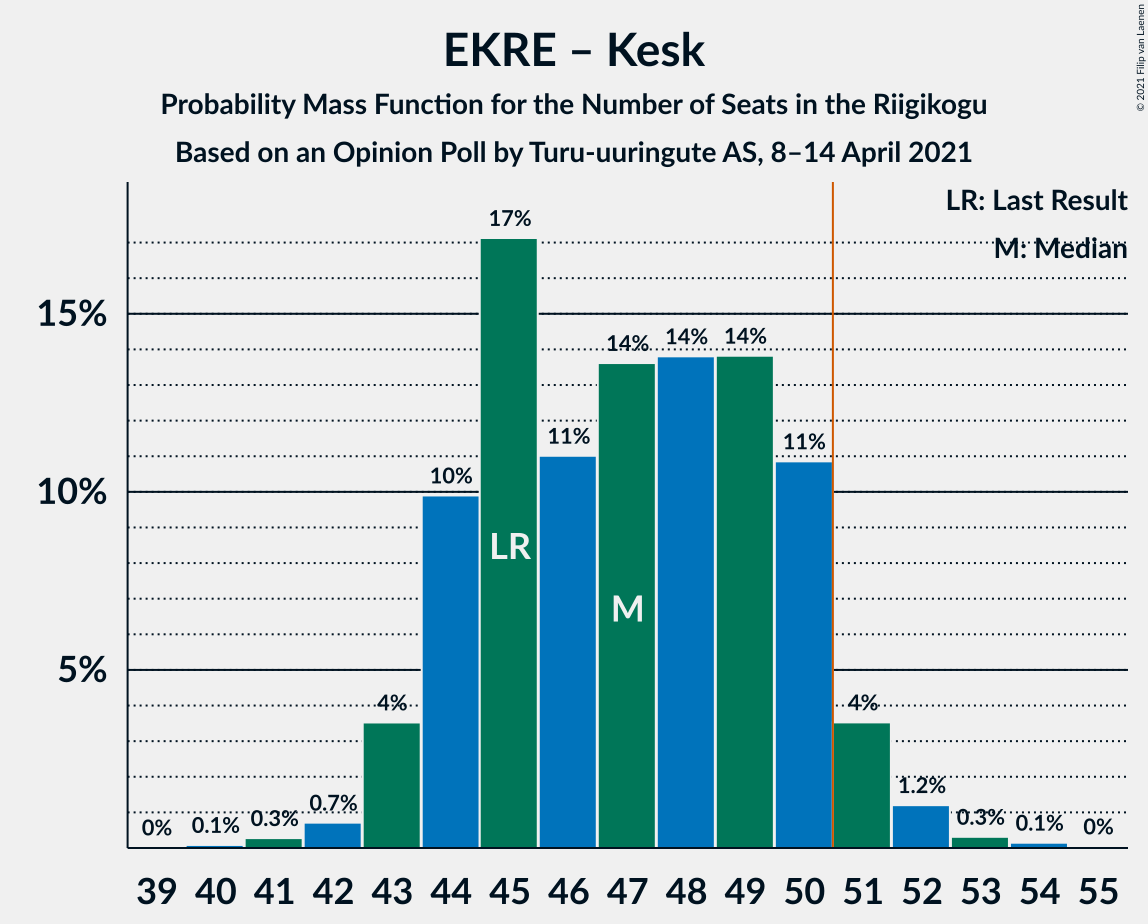 EKRE – Kesk
Probability Mass Function for the Number of Seats in the Riigikogu
Based on an Opinion Poll by Turu-uuringute AS, 8–14 April 2021
© 2021 Filip van Laenen
LR: Last Result
M: Median
17%
15%
14% 14% 14%
11% 11%
10% 10%
LR
M
5%
4% 4%
0% 0.1% 0.3% 0.7% 1.2% 0.3% 0.1% 0%
39 40 41 42 43 44 45 46 47 48 49 50 51 52 53 54 55